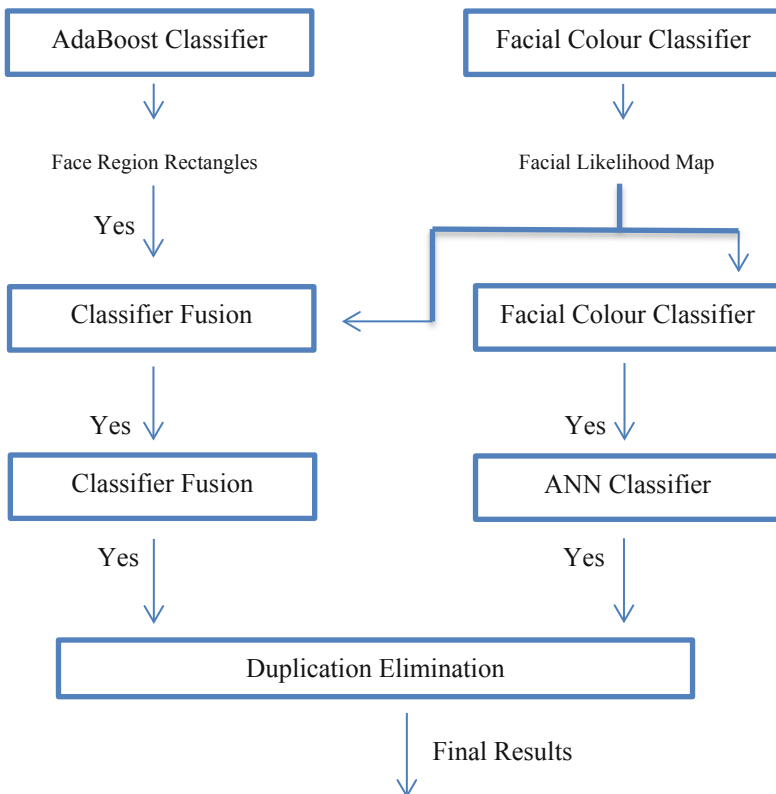 AdaBoost Classifier
Facial Colour Classifier
Face Region Rectangles
Facial Likelihood Map
Yes
Classifier Fusion
Facial Colour Classifier
Yes
Yes
Classifier Fusion
ANN Classifier
Yes
Yes
Duplication Elimination
Final Results